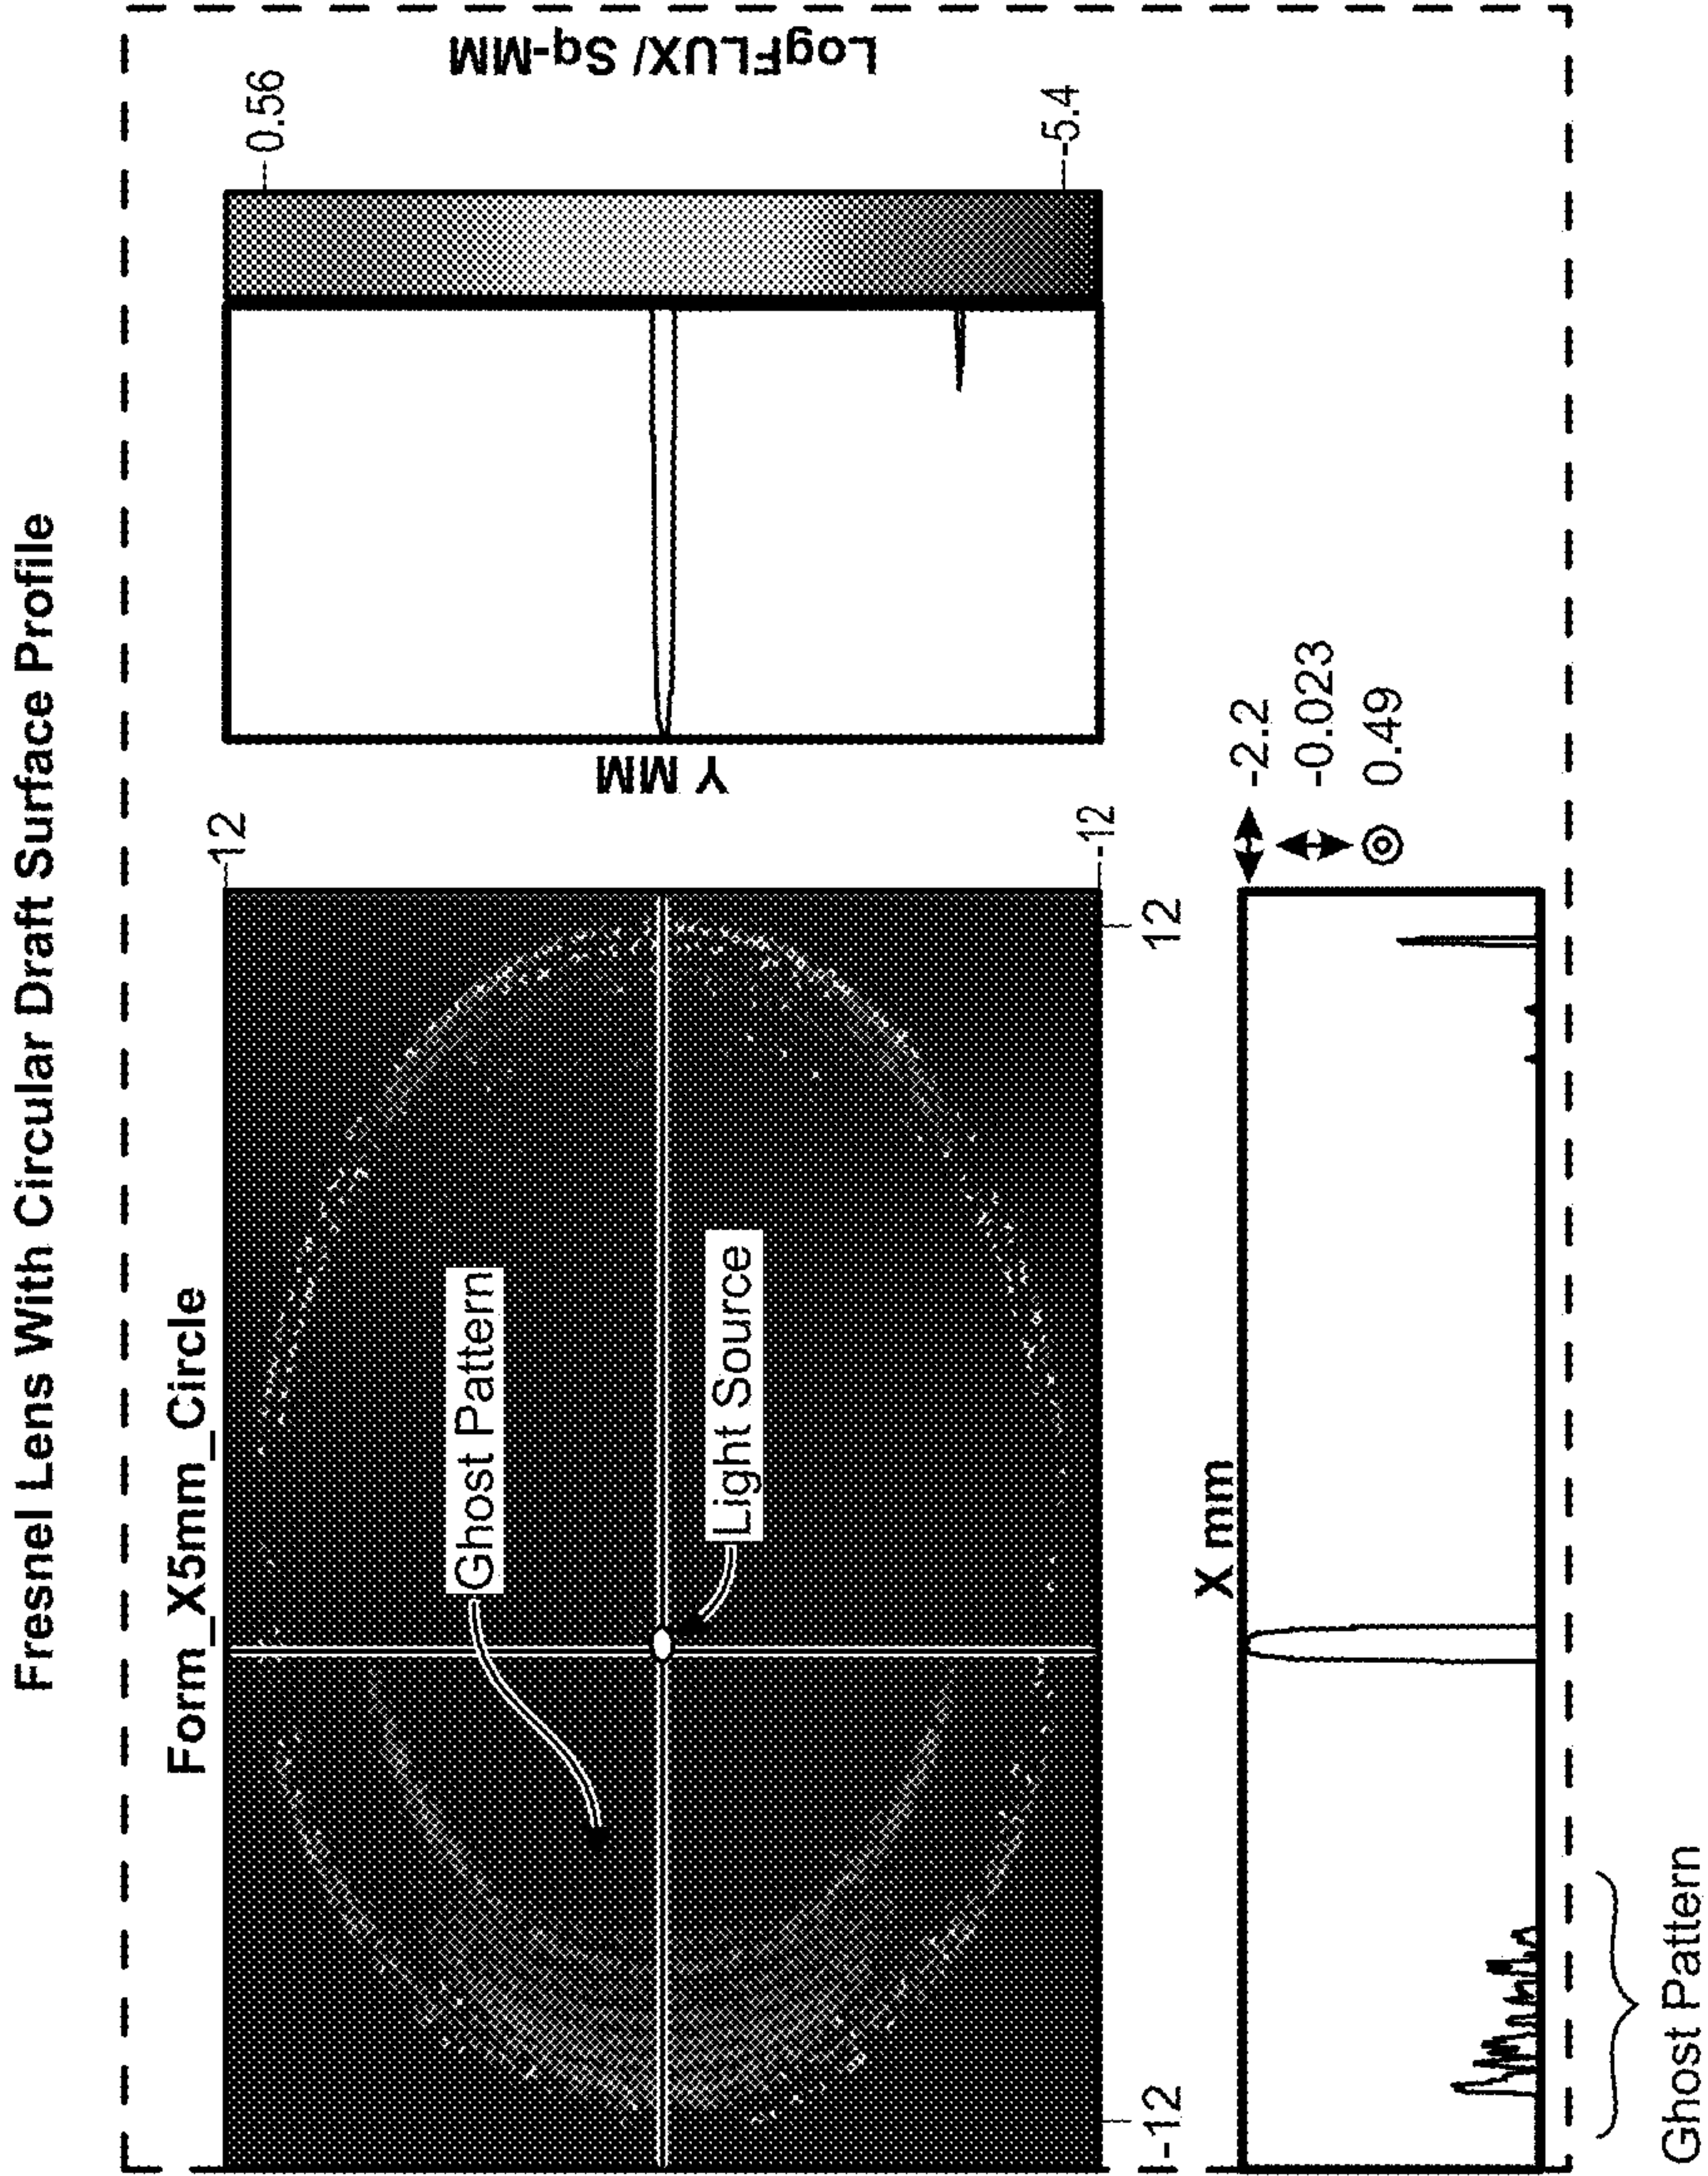 Fresnel Lens With Circular Draft Surface Profile
Form_X5mm_Circle
12
0.56
Ghost Pattern
Y MM
LogFLUX/ Sq-MM
Light Source
-12
-5.4
-12
12
X mm
-2.2
-0.023
0.49
Ghost Pattern